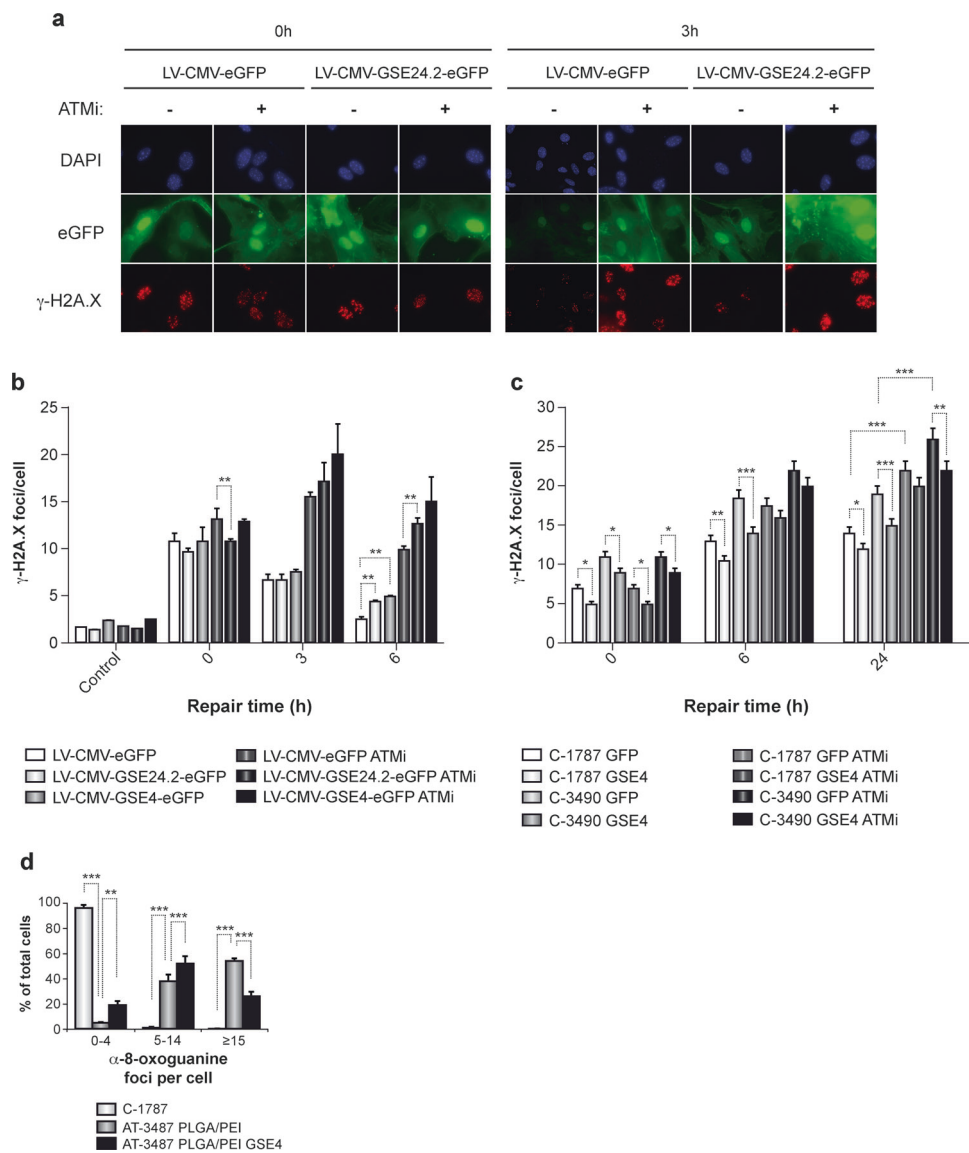 a
0h 3h
LV-CMV-eGFP LV-CMV-GSE24.2-eGFP LV-CMV-eGFP LV-CMV-GSE24.2-eGFP
ATMi: - + - + - + - +
DAPI
eGFP
γ-H2A.X
b
γ-H2A.X foci/cell
25
20
15
10
5
0
**
**
**
**
Control 0 3 6
Repair time (h)
LV-CMV-eGFP
LV-CMV-GSE24.2-eGFP
LV-CMV-GSE4-eGFP
LV-CMV-eGFP ATMi
LV-CMV-GSE24.2-eGFP ATMi
LV-CMV-GSE4-eGFP ATMi
c
γ-H2A.X foci/cell
30
25
20
15
10
5
0
* * * *
** ***
* *** *** *** **
0 6 24
Repair time (h)
C-1787 GFP
C-1787 GSE4
C-3490 GFP
C-3490 GSE4
C-1787 GFP ATMi
C-1787 GSE4 ATMi
C-3490 GFP ATMi
C-3490 GSE4 ATMi
d
% of total cells
100
80
60
40
20
0
*** ** *** *** *** ***
0-4 5-14 ≥15
α-8-oxoguanine
foci per cell
C-1787
AT-3487 PLGA/PEI
AT-3487 PLGA/PEI GSE4